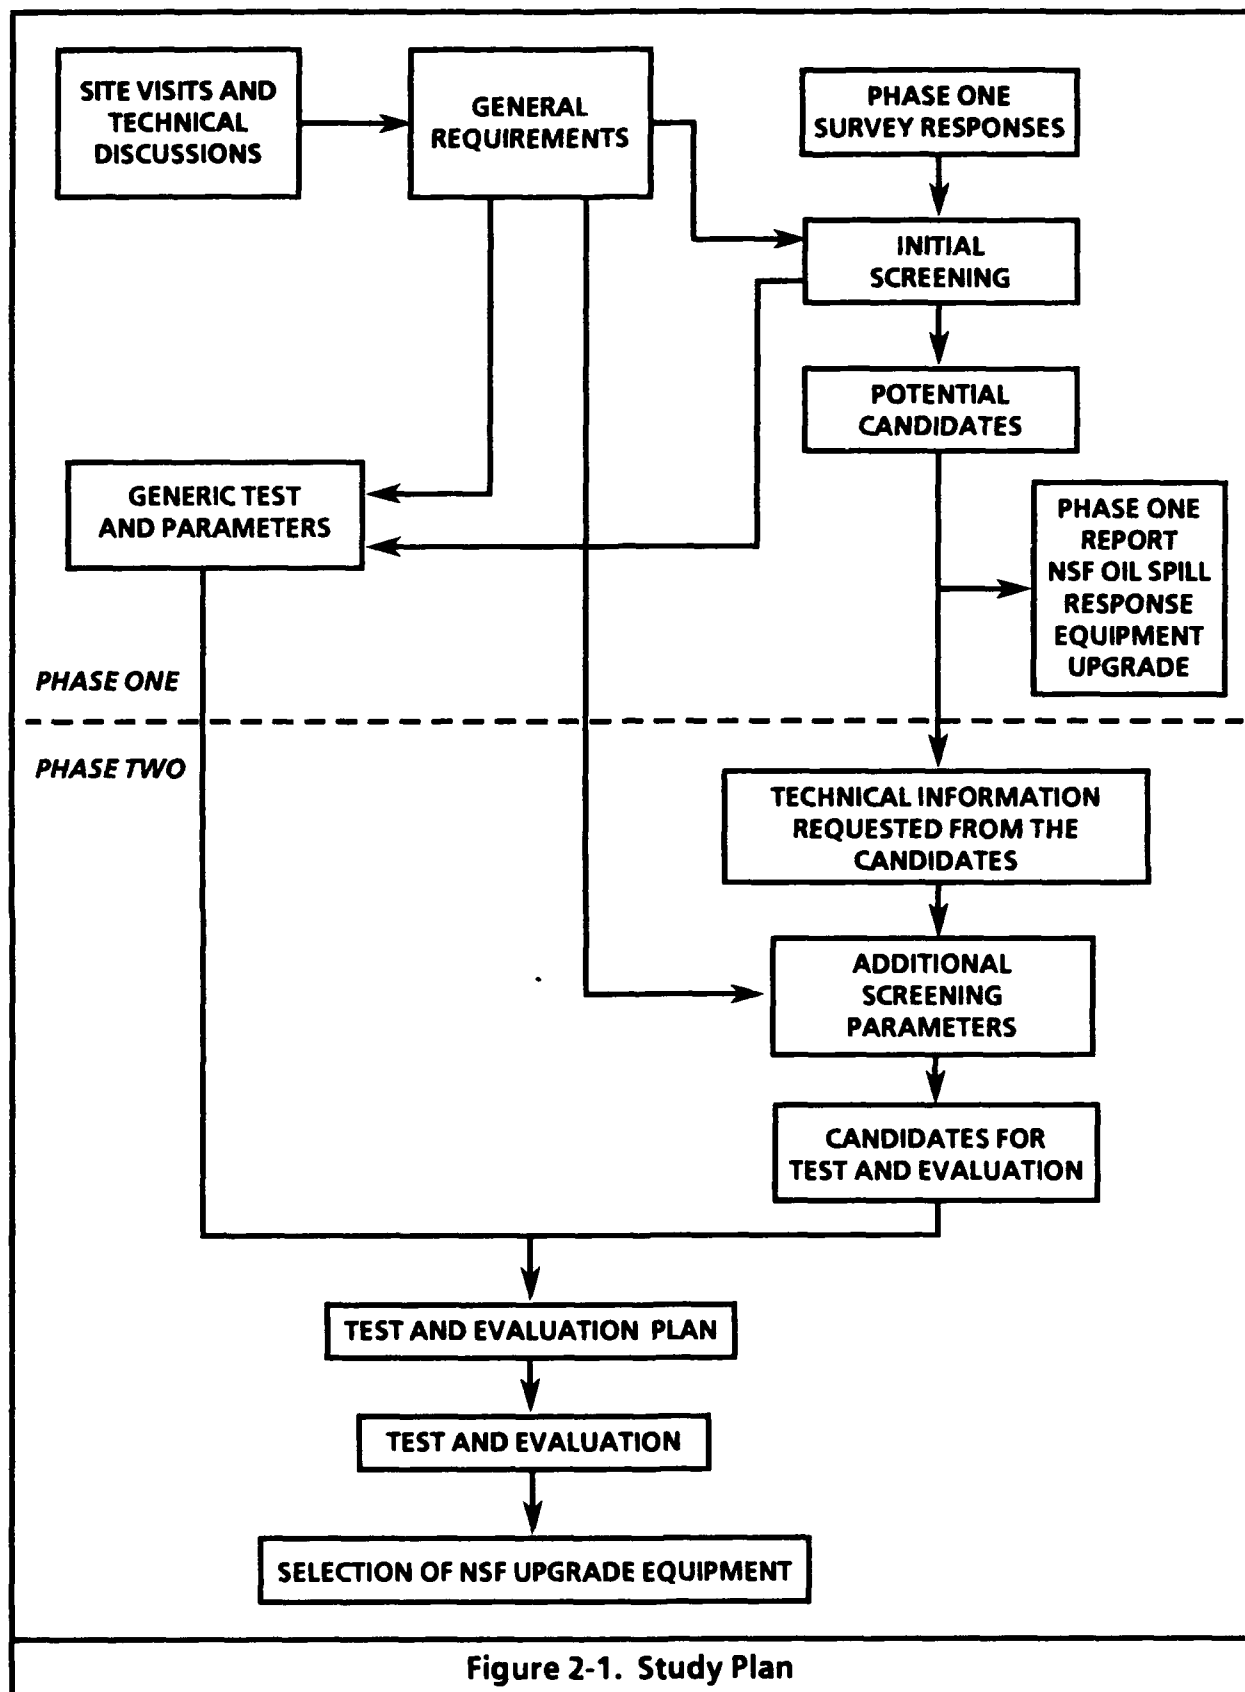 SITE VISITS AND
TECHNICAL
DISCUSSIONS
GENERAL
REQUIREMENTS
PHASE ONE
SURVEY RESPONSES
INITIAL
SCREENING
POTENTIAL
CANDIDATES
GENERIC TEST
AND PARAMETERS
PHASE ONE
REPORT
NSF OIL SPILL
RESPONSE
EQUIPMENT
UPGRADE
PHASE ONE
PHASE TWO
TECHNICAL INFORMATION
REQUESTED FROM THE
CANDIDATES
ADDITIONAL
SCREENING
PARAMETERS
CANDIDATES FOR
TEST AND EVALUATION
TEST AND EVALUATION PLAN
TEST AND EVALUATION
SELECTION OF NSF UPGRADE EQUIPMENT
Figure 2-1. Study Plan